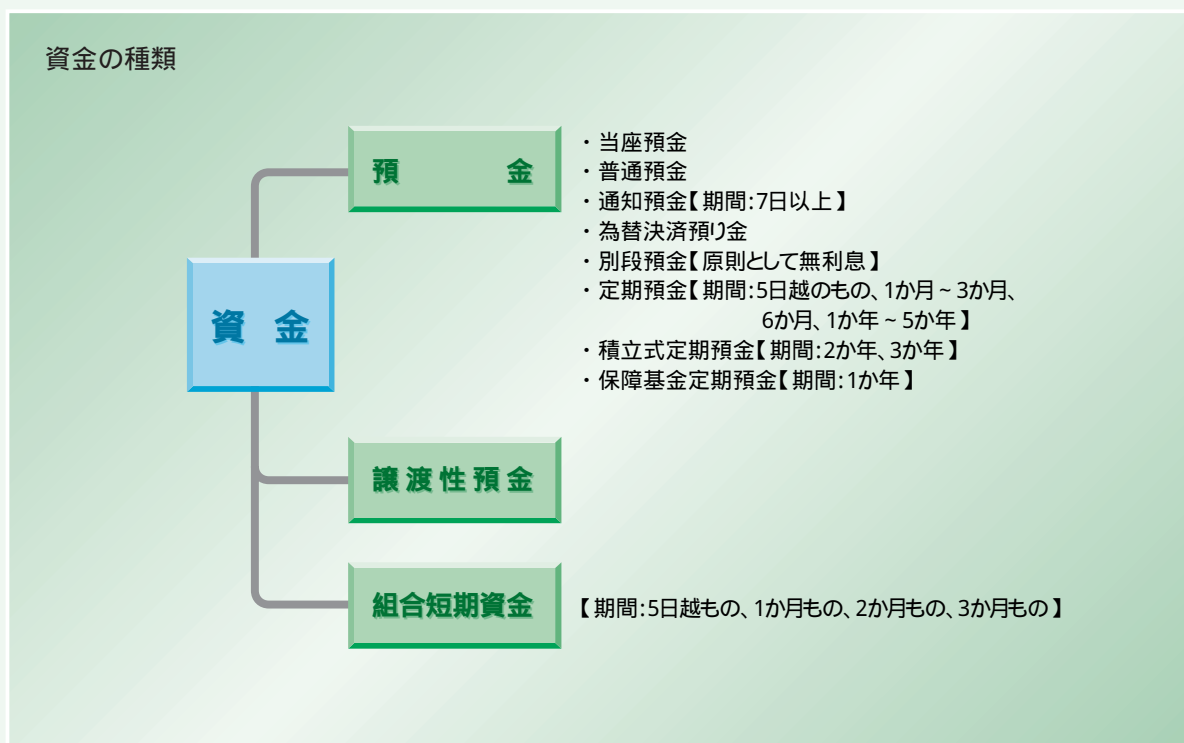 資金の種類
預金
・当座預金
・普通預金
・通知預金【期間:7日以上】
・為替決済預り金
・別段預金【原則として無利息】
・定期預金【期間:5日越のもの、1か月~3か月、
6か月、1か年~5か年】
・積立式定期預金【期間:2か年、3か年】
・保障基金定期預金【期間:1か年】
資金
譲渡性預金
組合短期資金
【期間:5日越もの、1か月もの、2か月もの、3か月もの】